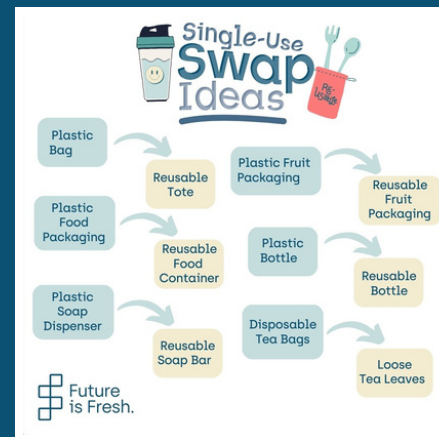 Single-Use
Swap
Ideas
RE-
USABLE
Plastic
Bag
Reusable
Tote
Plastic
Food
Packaging
Reusable
Food
Container
Plastic
Soap
Dispenser
Reusable
Soap Bar
Plastic Fruit
Packaging
Reusable
Fruit
Packaging
Plastic
Bottle
Reusable
Bottle
Disposable
Tea Bags
Loose
Tea Leaves
Future
is Fresh.